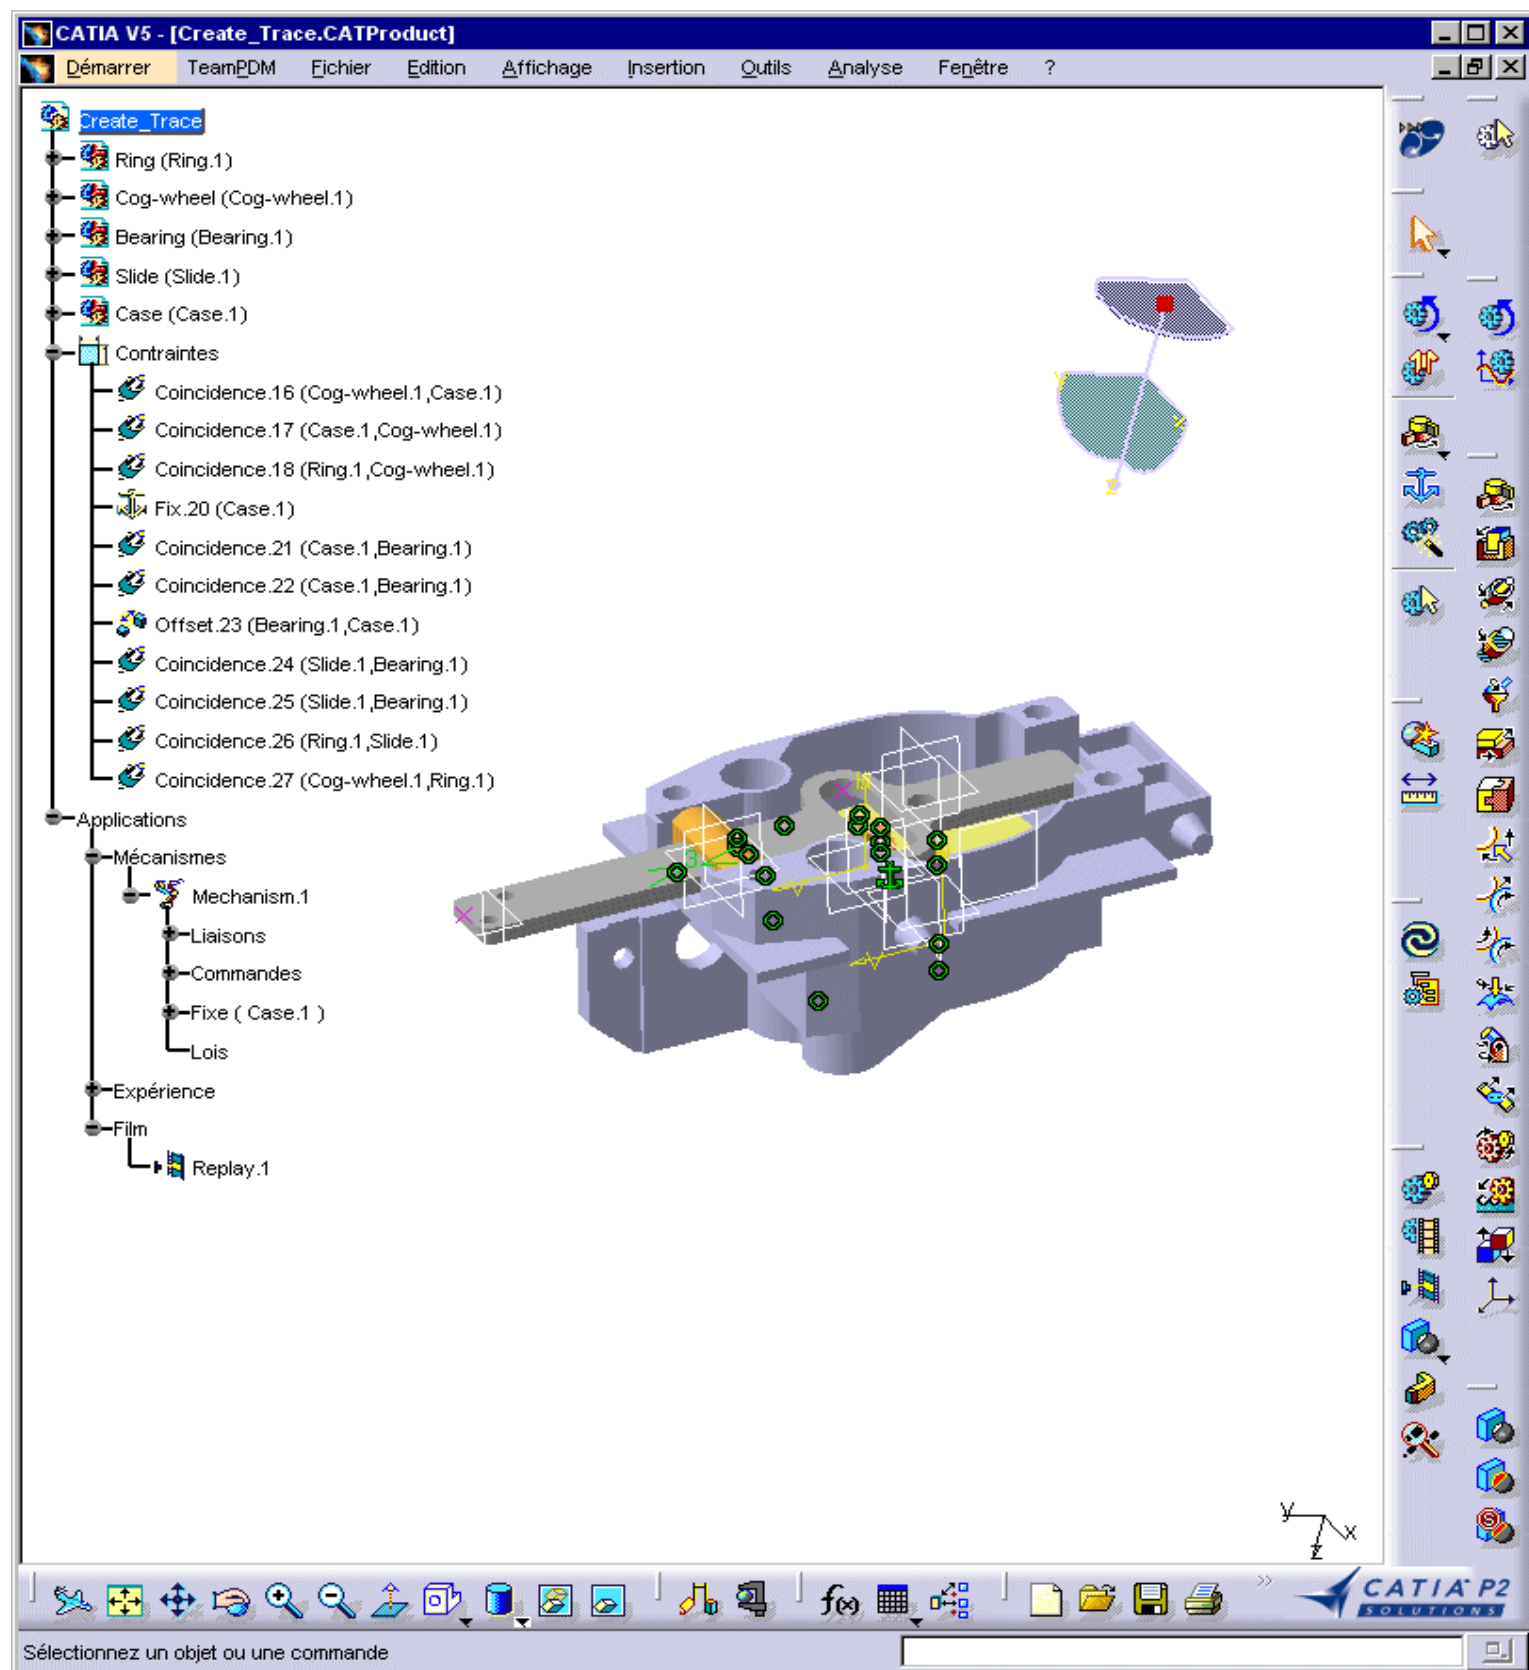 CATIA V5 - [Create_Trace.CATProduct]
Démarrer TeamPDM Fichier Edition Affichage Insertion Outils Analyse Fenêtre ?
Create_Trace
Ring (Ring.1)
Cog-wheel (Cog-wheel.1)
Bearing (Bearing.1)
Slide (Slide.1)
Case (Case.1)
Contraintes
Coincidence.16 (Cog-wheel.1,Case.1)
Coincidence.17 (Case.1,Cog-wheel.1)
Coincidence.18 (Ring.1,Cog-wheel.1)
Fix.20 (Case.1)
Coincidence.21 (Case.1,Bearing.1)
Coincidence.22 (Case.1,Bearing.1)
Offset.23 (Bearing.1,Case.1)
Coincidence.24 (Slide.1,Bearing.1)
Coincidence.25 (Slide.1,Bearing.1)
Coincidence.26 (Ring.1,Slide.1)
Coincidence.27 (Cog-wheel.1,Ring.1)
Applications
Mécanismes
Mechanism.1
Liaisons
Commandes
Fixe ( Case.1 )
Lois
Expérience
Film
Replay.1
y
x
z
3
y
x
z
f(x)
CATIA P2
SOLUTIONS
Sélectionnez un objet ou une commande